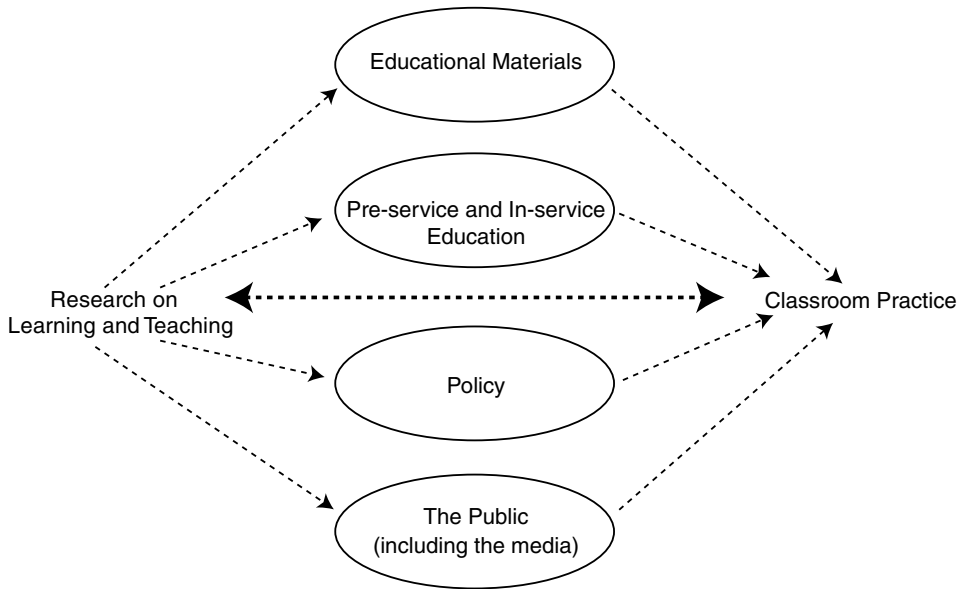 Educational Materials
Pre-service and In-service
Education
Research on
Learning and Teaching
Classroom Practice
Policy
The Public
(including the media)